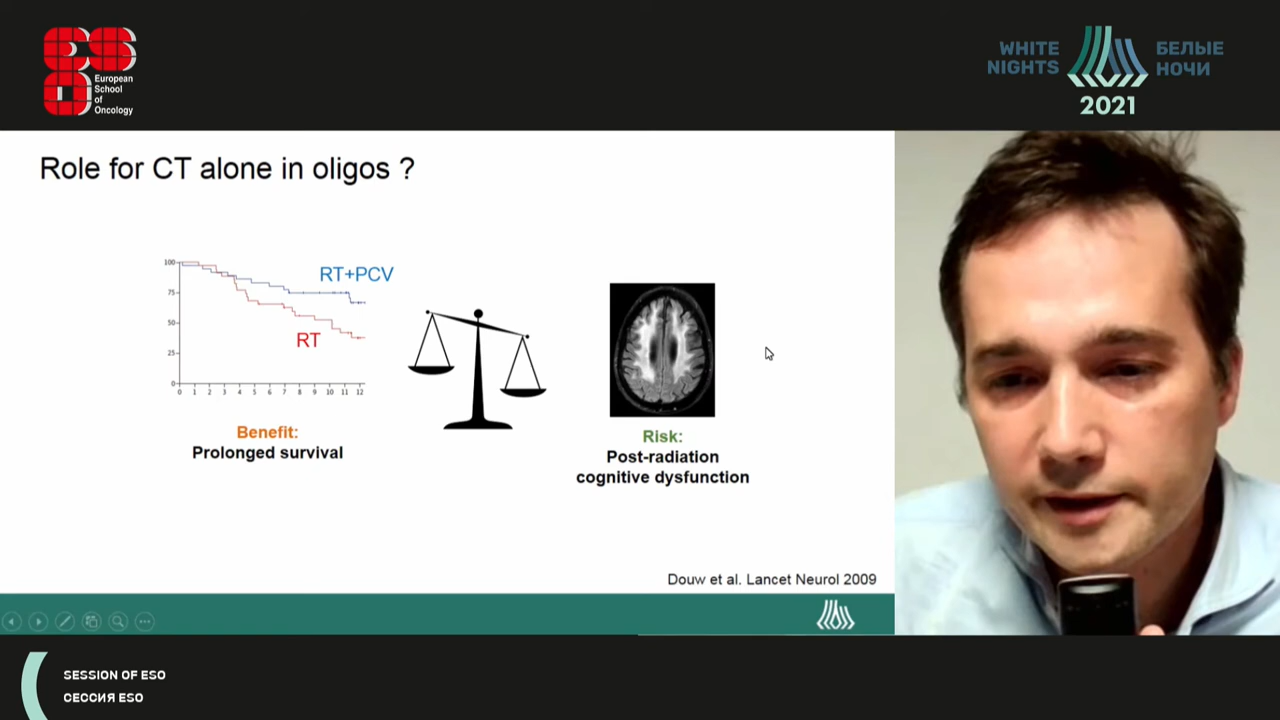 ESO
European
School
of
Oncology
WHITE
NIGHTS
БЕЛЫЕ
НОЧИ
2021
Role for CT alone in oligos ?
100
75
50
25
0
0 1 2 3 4 5 6 7 8 9 10 11 12
RT+PCV
RT
Benefit:
Prolonged survival
Risk:
Post-radiation
cognitive dysfunction
Douw et al. Lancet Neurol 2009
SESSION OF ESO
СЕССИЯ ESO